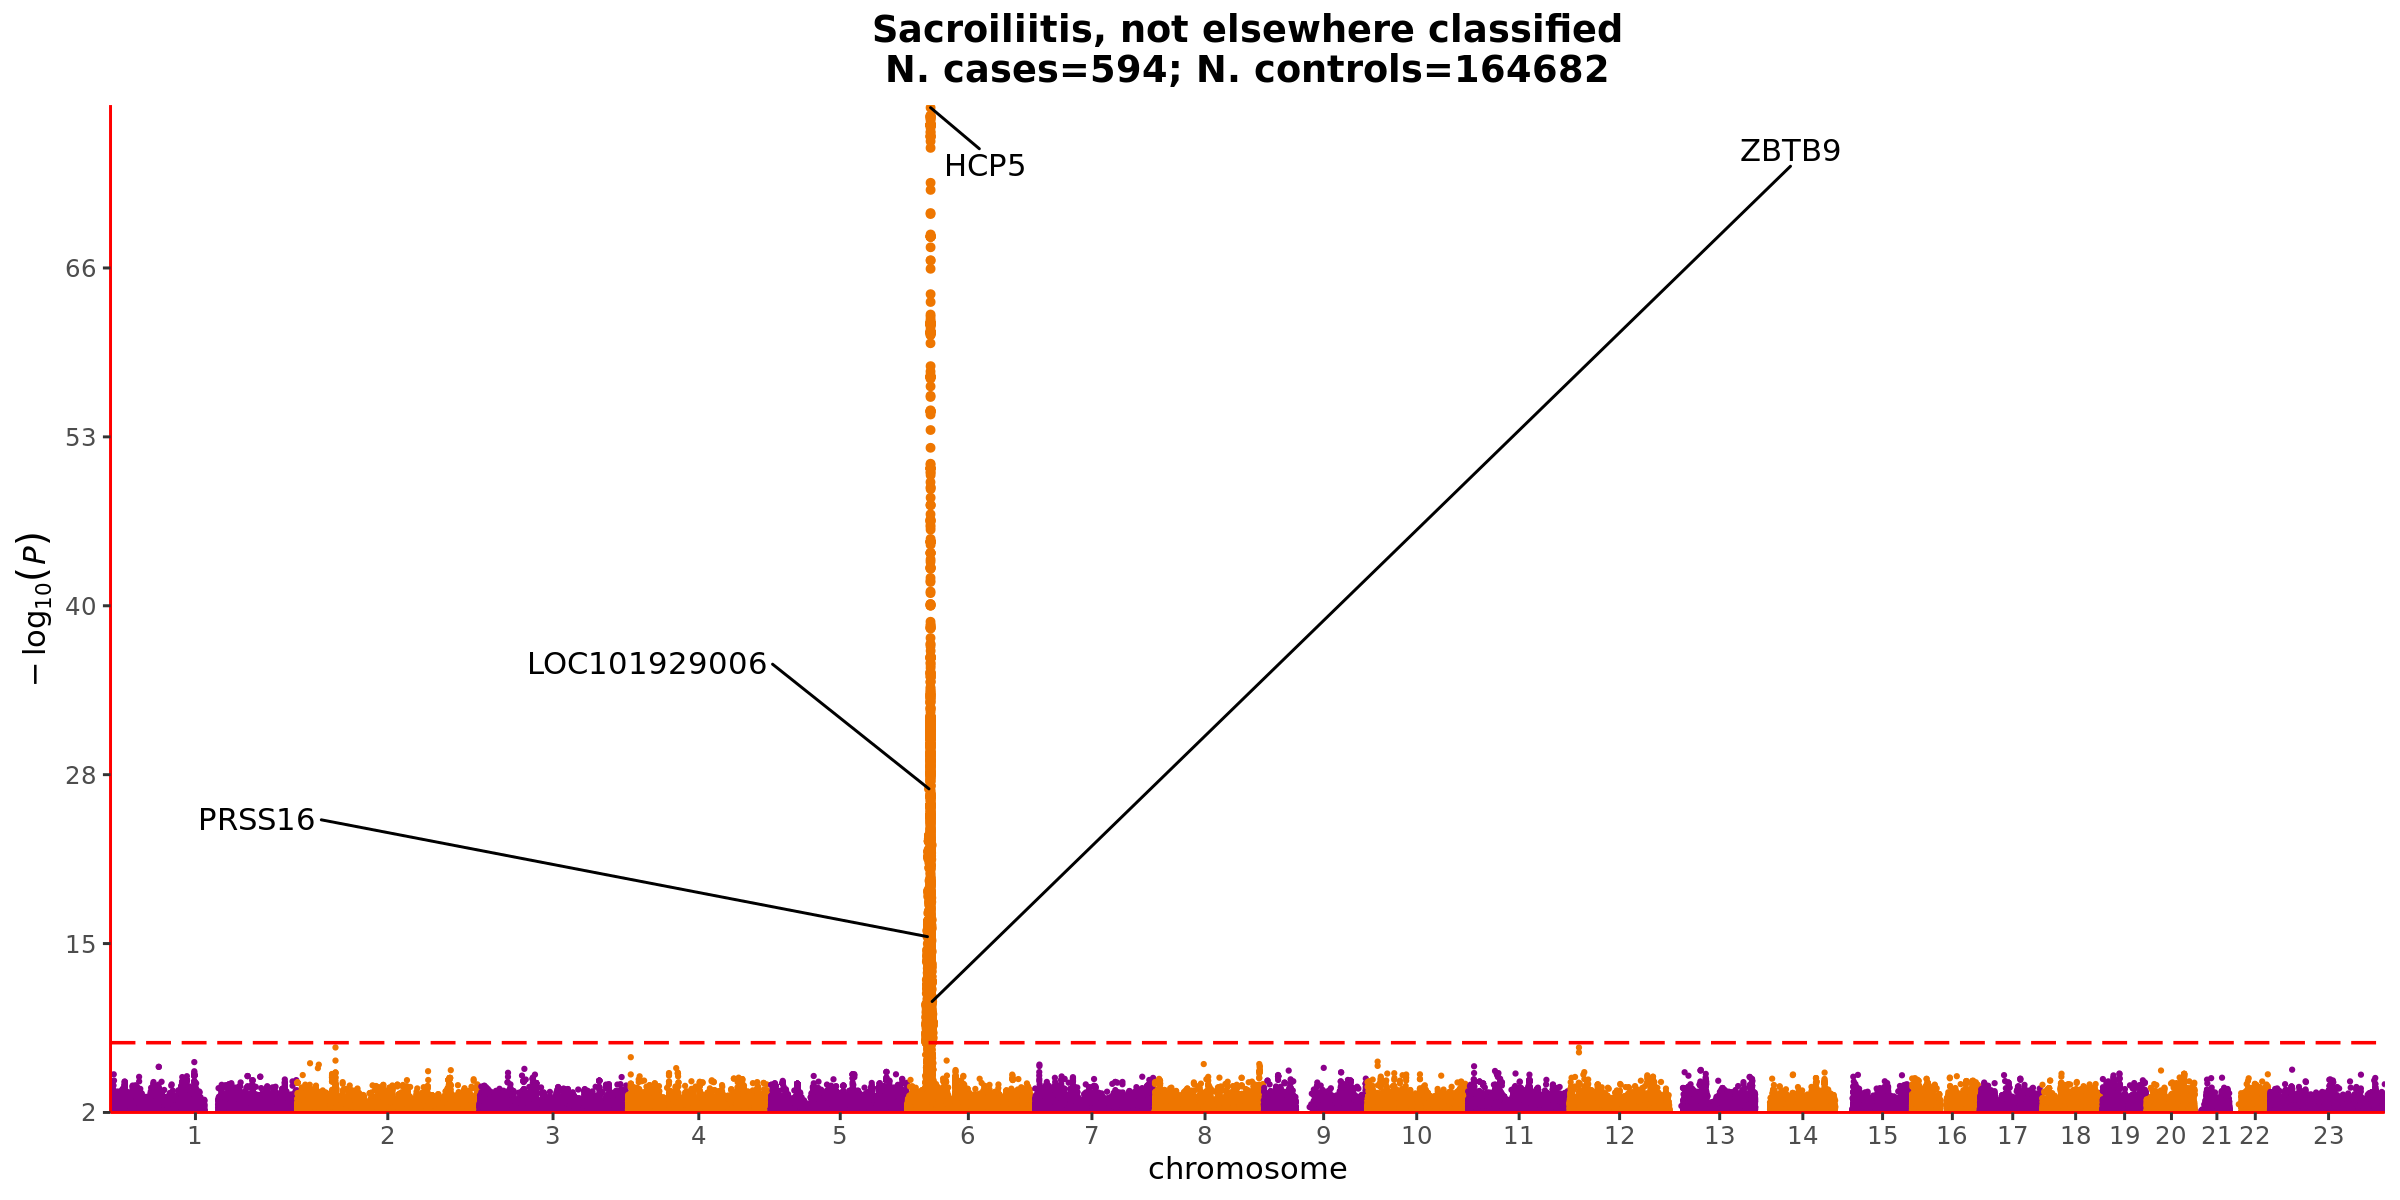 Sacroiliitis, not elsewhere classified
N. cases=594; N. controls=164682
HCP5
ZBTB9
LOC101929006
PRSS16
− log10(P)
66
53
40
28
15
2
1 2 3 4 5 6 7 8 9 10 11 12 13 14 15 16 17 18 19 20 21 22 23
chromosome